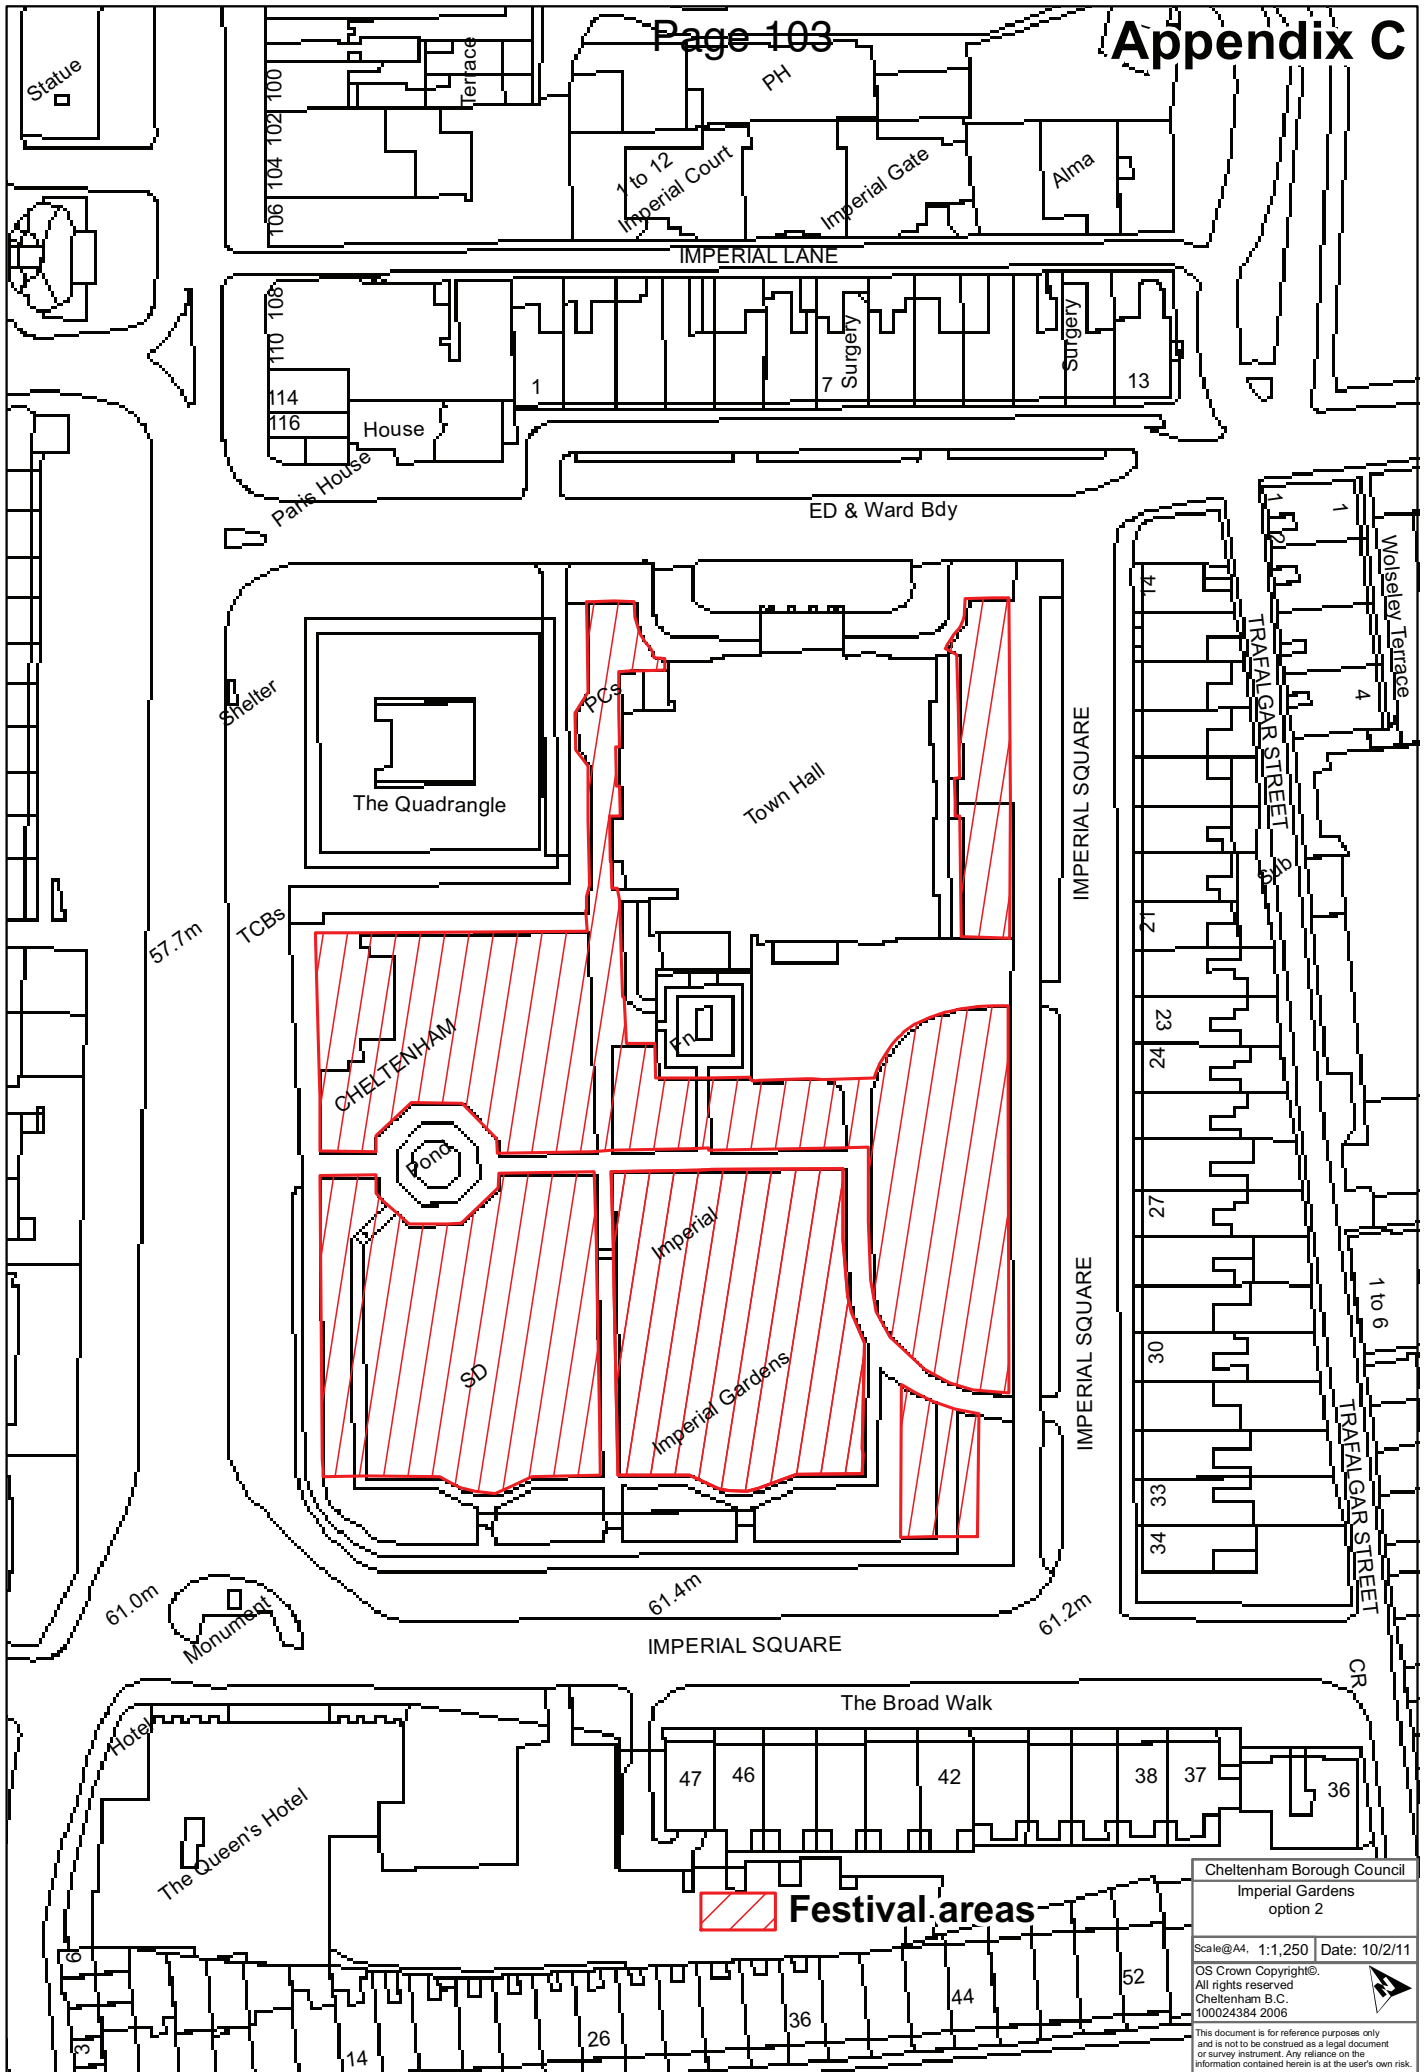 Page 103
Appendix C
Statue
Terrace
PH
100
102
104
106
1 to 12
Imperial Court
Imperial Gate
Alma
IMPERIAL LANE
108
110
114
116
House
Paris House
1
7
Surgery
Surgery
13
ED & Ward Bdy
1
2
1
4
Wolseley Terrace
14
TRAFALGAR STREET
Shelter
PCs
The Quadrangle
Town Hall
IMPERIAL SQUARE
Sub
21
TCBs
57.7m
23
24
CHELTENHAM
Fn
Pond
27
Imperial
1 to 6
IMPERIAL SQUARE
30
SD
Imperial Gardens
TRAFALGAR STREET
33
34
61.0m
Monument
61.4m
61.2m
IMPERIAL SQUARE
CR
The Broad Walk
Hotel
The Queen's Hotel
47
46
42
38
37
36
Festival areas
6
3
14
26
36
44
52
Cheltenham Borough Council
Imperial Gardens
option 2
Scale@A4, 1:1,250
Date: 10/2/11
OS Crown Copyright©.
All rights reserved
Cheltenham B.C.
100024384 2006
N
This document is for reference purposes only
and is not to be construed as a legal document
or survey instrument. Any reliance on the
information contained herein is at the user's own risk.